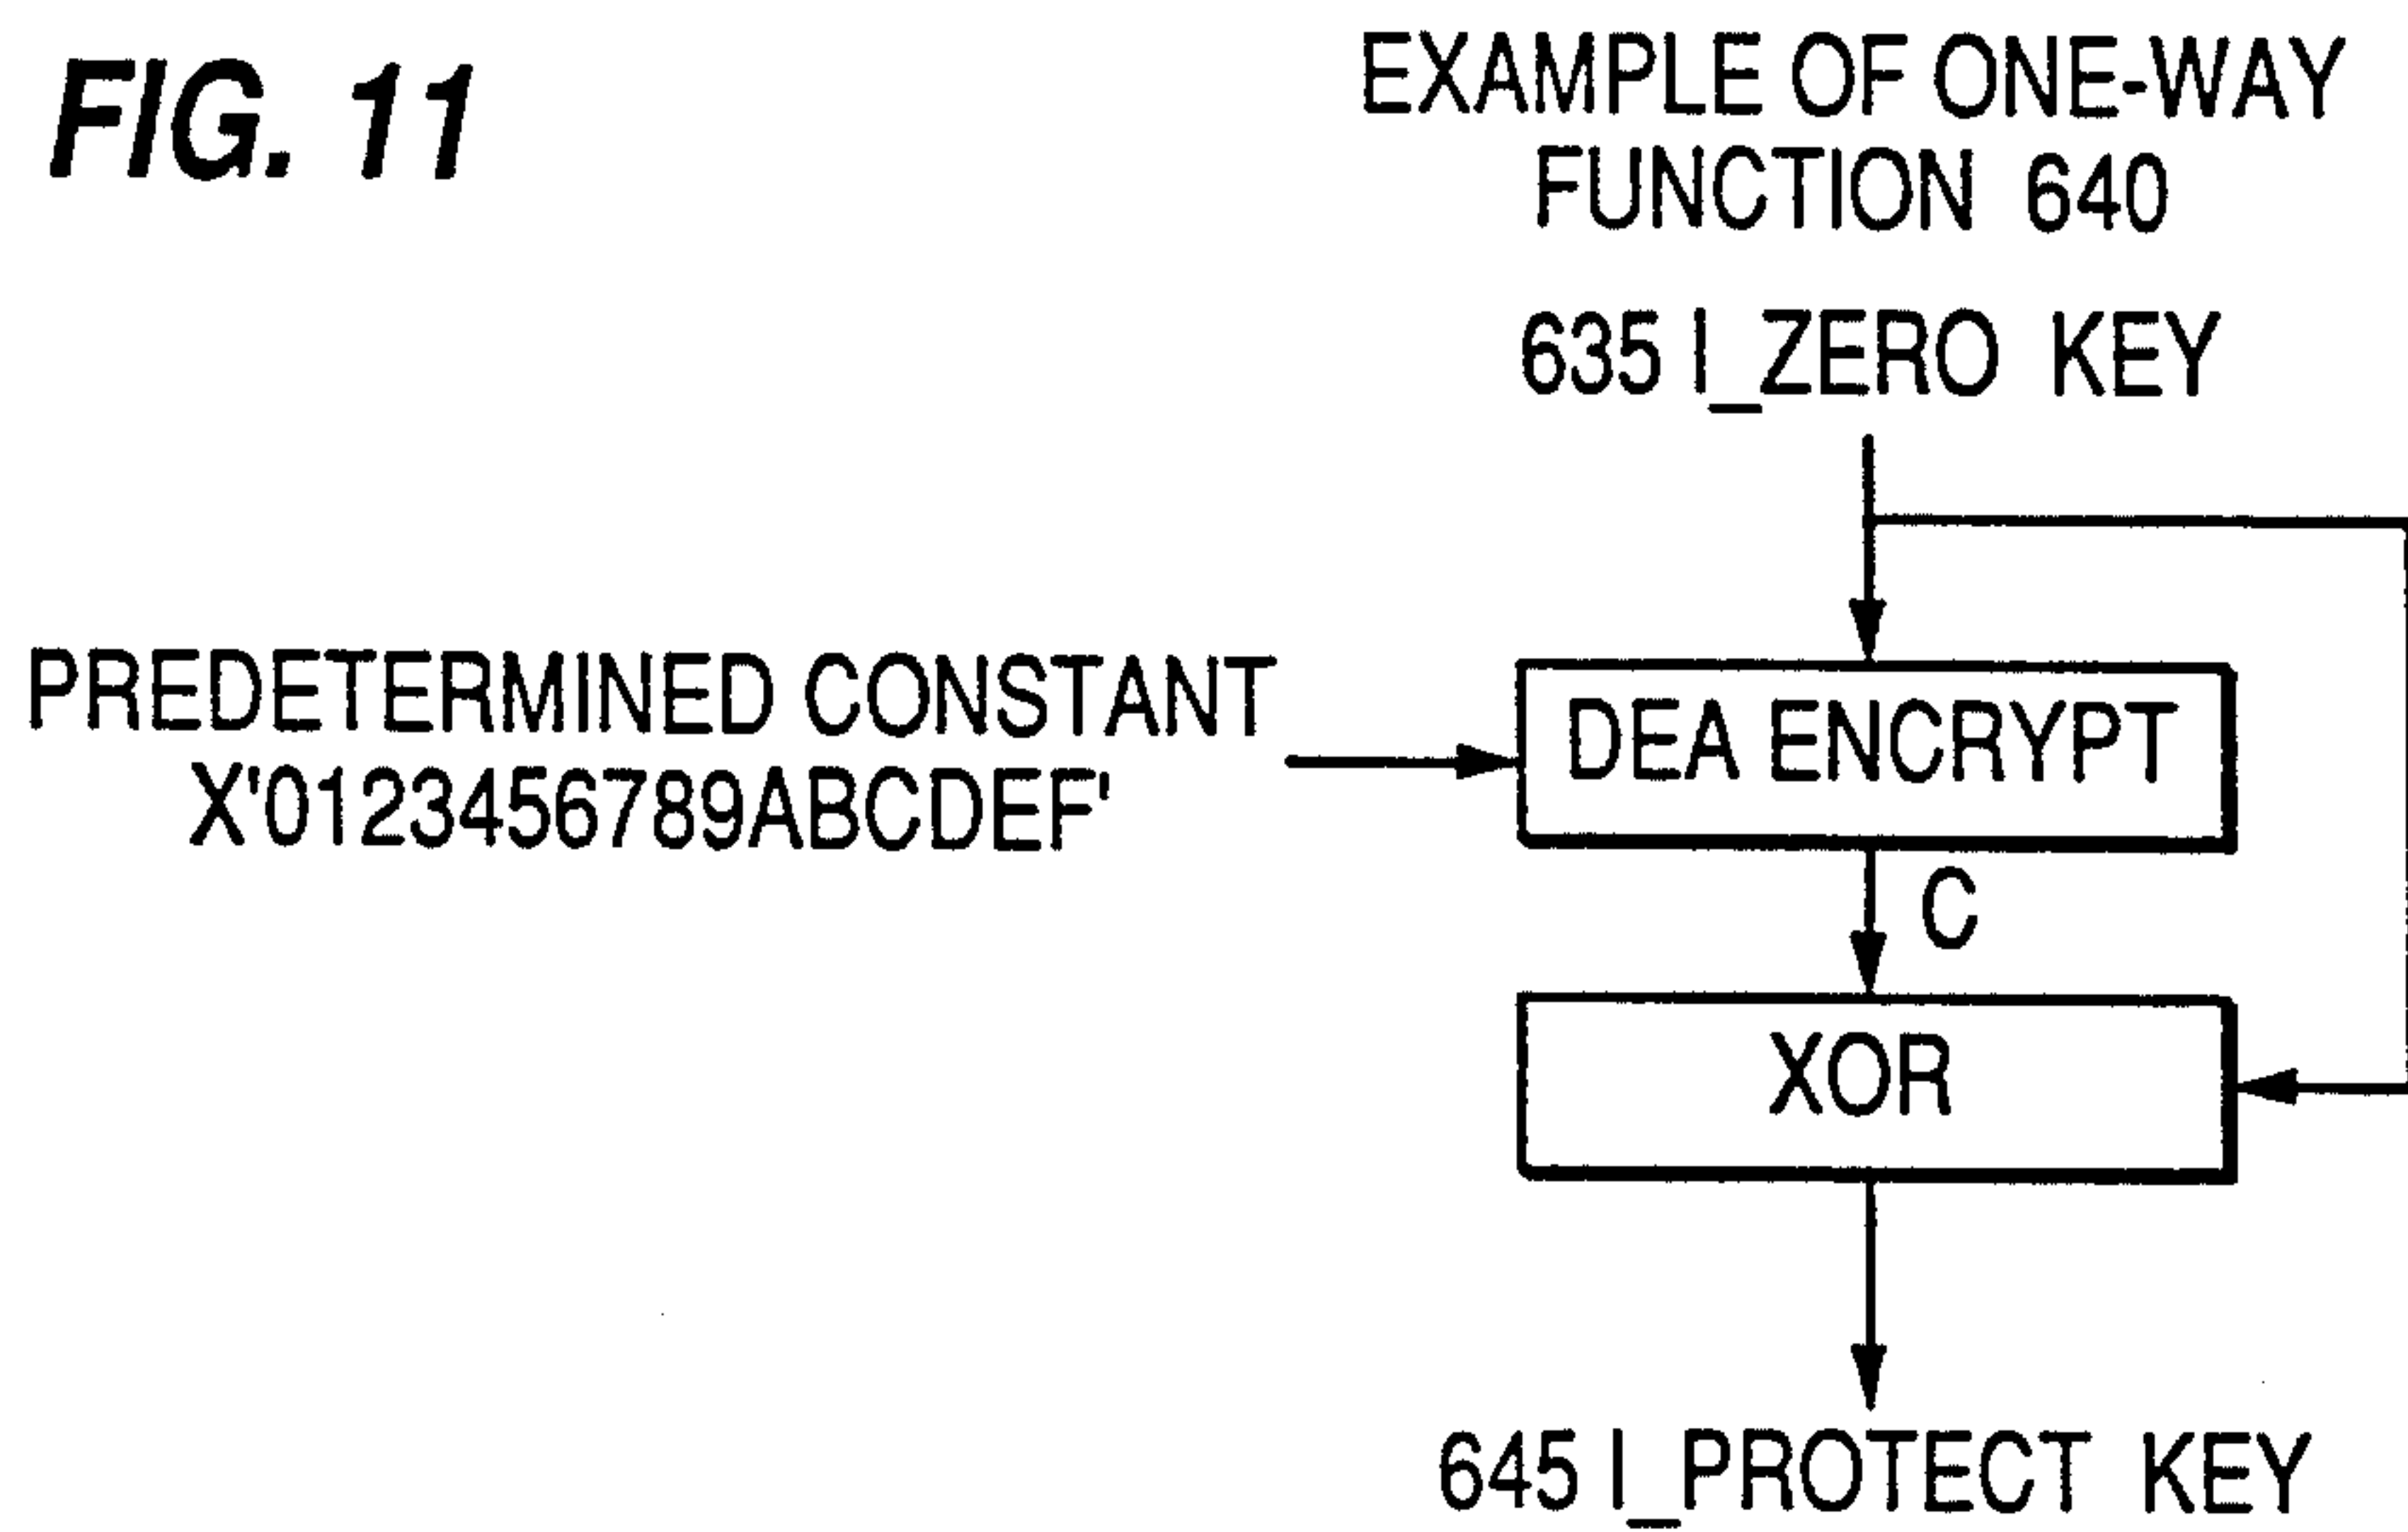 FIG. 11
EXAMPLE OF ONE-WAY
FUNCTION 640
635 I_ZERO KEY
PREDETERMINED CONSTANT
X'0123456789ABCDEF'
DEA ENCRYPT
C
XOR
645 I_PROTECT KEY